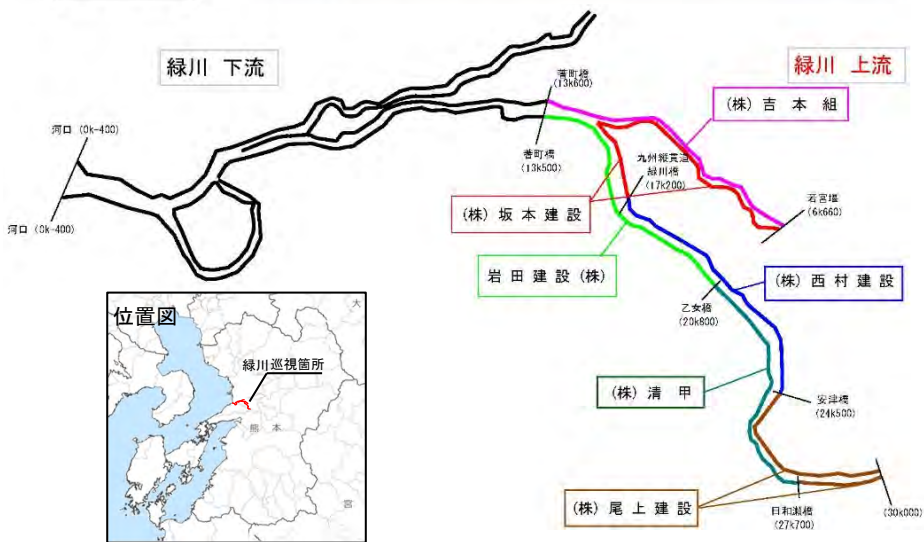 緑川 下流
緑川 上流
菅町橋
(13k600)
(株) 吉 本 組
河口 (0k-400)
菅町橋
(13k500)
九州縦貫道
緑川橋
(17k200)
若宮堰
(6k660)
河口 (0k-400)
(株) 坂 本 建 設
岩 田 建 設 (株)
(株) 西 村 建 設
乙女橋
(20k800)
位置図
緑川巡視箇所
大
熊 本
宮
(株) 清 甲
安津橋
(24k500)
(株) 尾 上 建 設
日和瀬橋
(27k700)
(30k000)